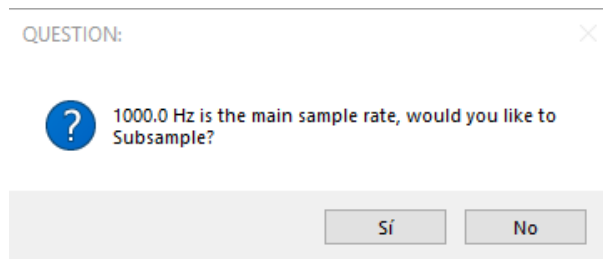 QUESTION:
1000.0 Hz is the main sample rate, would you like to
Subsample?
Sí
No